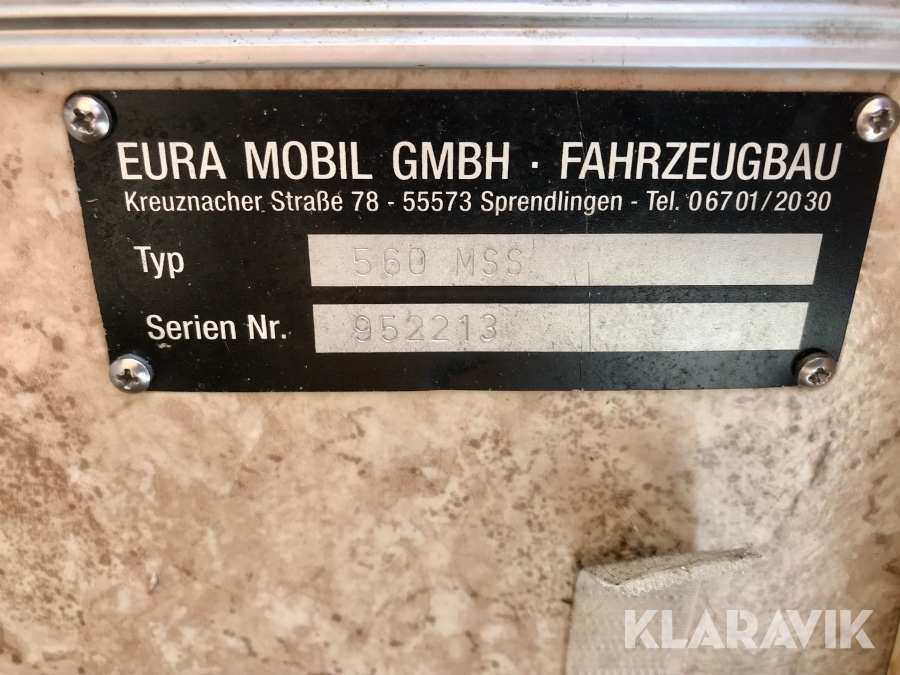 EURA MOBIL GMBH · FAHRZEUGBAU
Kreuznacher Straße 78 - 55573 Sprendlingen - Tel. 06701/2030
Typ 560 MSS
Serien Nr. 952213
KLARAVIK